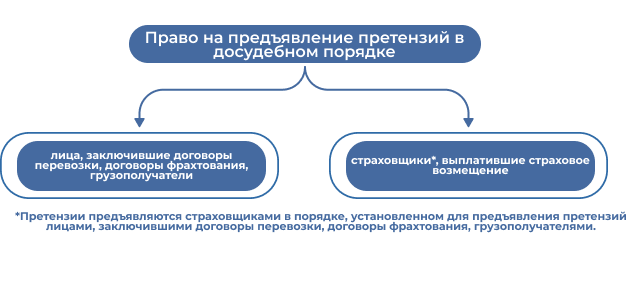 Право на предъявление претензий в
досудебном порядке
лица, заключившие договоры
перевозки, договоры фрахтования,
грузополучатели
страховщики*, выплатившие страховое
возмещение
*Претензии предъявляются страховщиками в порядке, установленном для предъявления претензий
лицами, заключившими договоры перевозки, договоры фрахтования, грузополучателями.